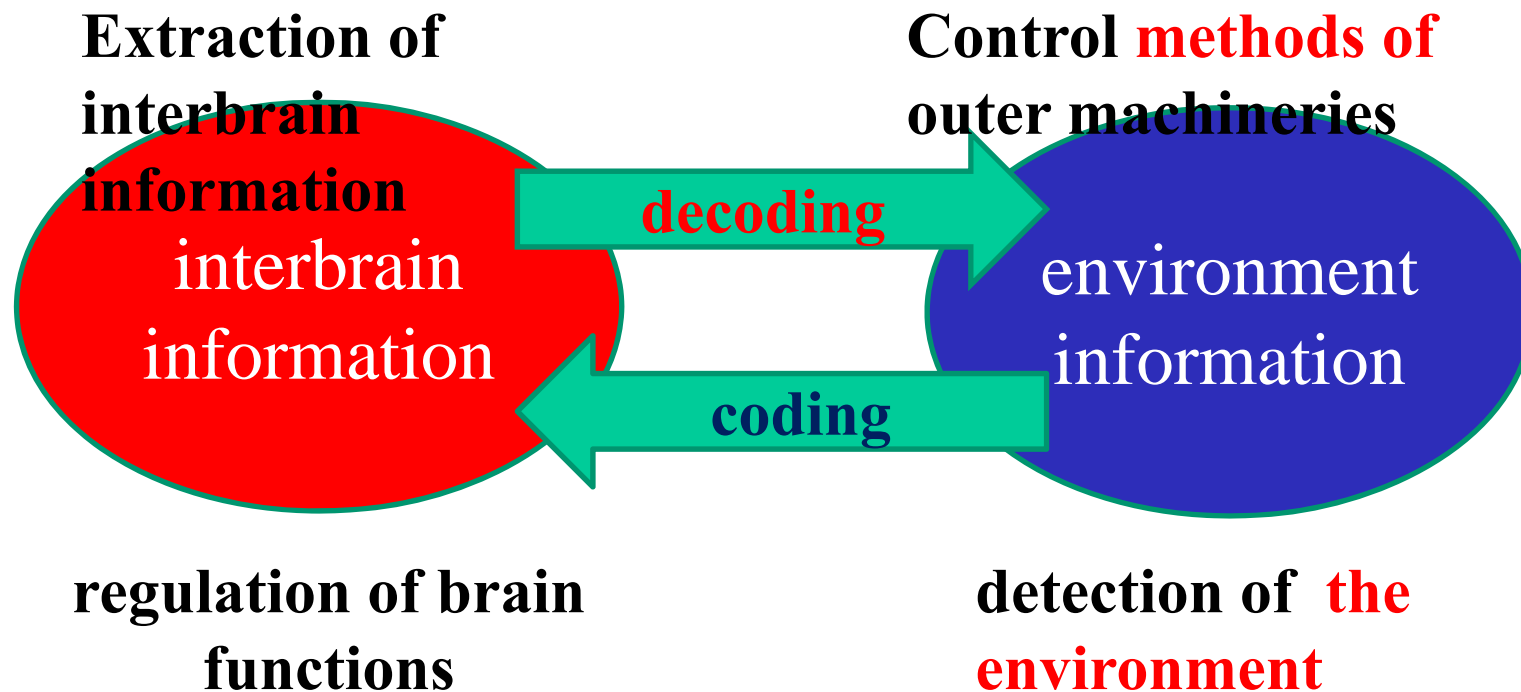 Extraction of
interbrain
information
Control methods of
outer machineries
decoding
interbrain
information
environment
information
coding
regulation of brain
functions
detection of the
environment